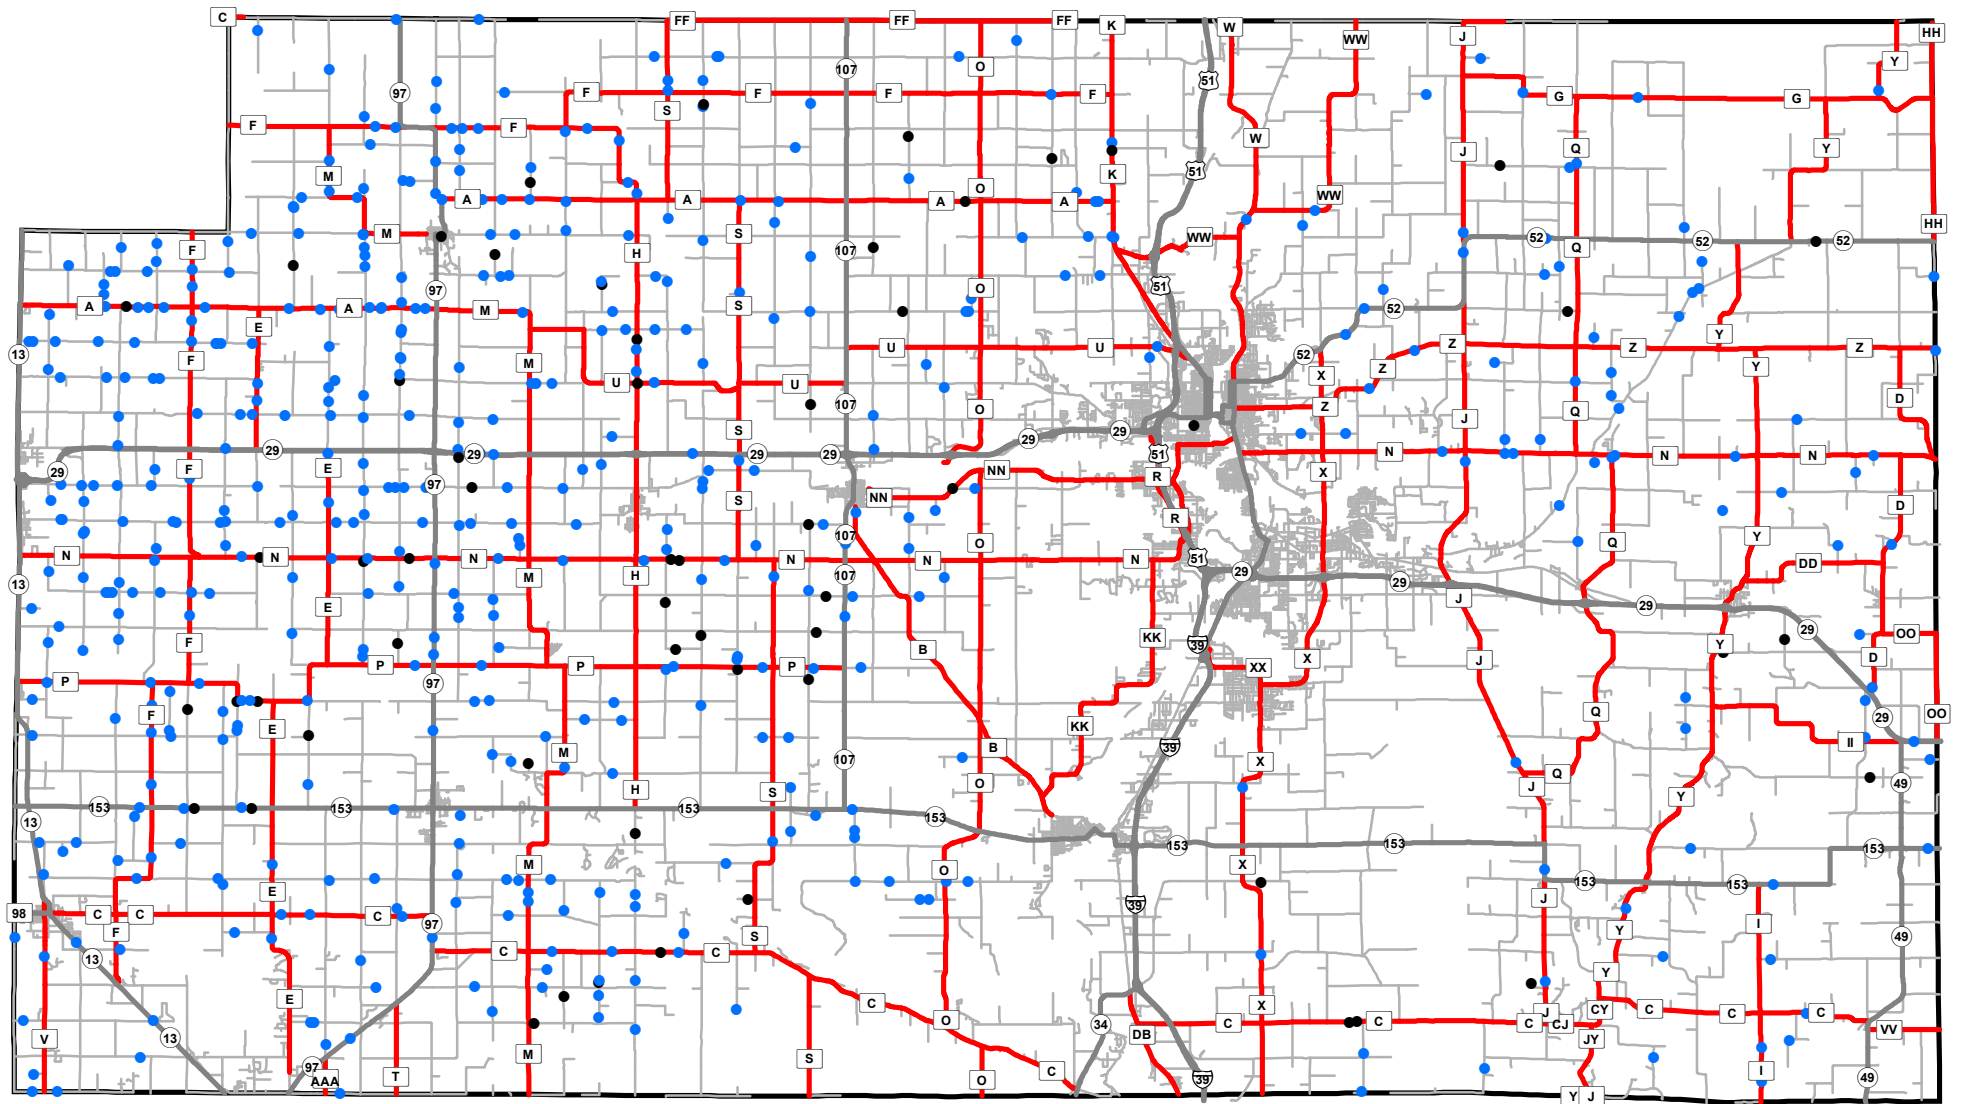 C FF FF FF K W J HH
WW Y
O
107 51
97 F F F F G G
S
F F W
J Q Y
M K 51
A A A A O WW
M S WW 52 Q 52 52 HH
F H 107
97 O 51
A A M S 52
E Y
13 F M U U 52 Z Z Z
U U X Z Y
107 O Z J Q D
S 29 29
29 97 29 29 29 51 N N N
29 F E NN R X
97 NN S D
R
107 O Q Y
N N N N N N 51
M H 107 29 29 DD
13 E J 29
F KK 39 29 OO
B Y
P P P P XX X J D
97
F E KK Q 29 OO
M B 39 II
107 X
H S O J Q Y 49
153 153 153 153
13 153 153 153
M O X
E 153 153
98 C C C 39 J I
F 97 S Y 49
13 C C
E C Y
O X J CY C C C
V 13 34 C C C CJ VV
DB JY
M S
97 C I
AAA T O 39 49
Y J